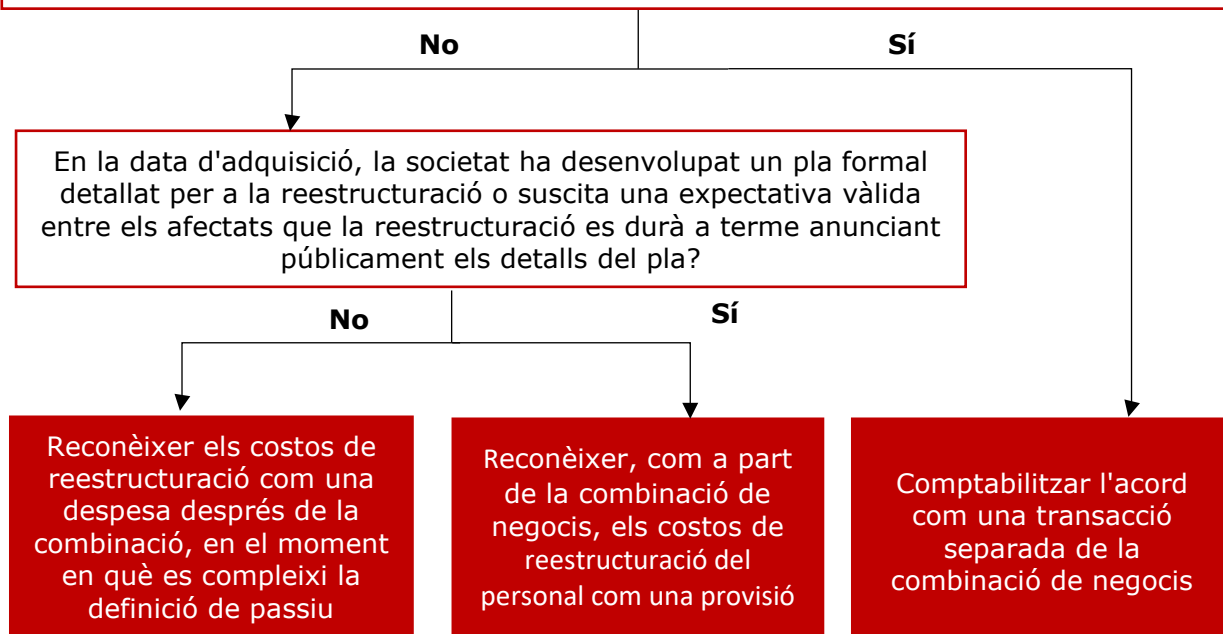 No
Sí
En la data d'adquisició, la societat ha desenvolupat un pla formal
detallat per a la reestructuració o suscita una expectativa vàlida
entre els afectats que la reestructuració es durà a terme anunciant
públicament els detalls del pla?
No
Sí
Reconèixer els costos de
reestructuració com una
despesa després de la
combinació, en el moment
en què es compleixi la
definició de passiu
Reconèixer, com a part
de la combinació de
negocis, els costos de
reestructuració del
personal com una provisió
Comptabilitzar l'acord
com una transacció
separada de la
combinació de negocis